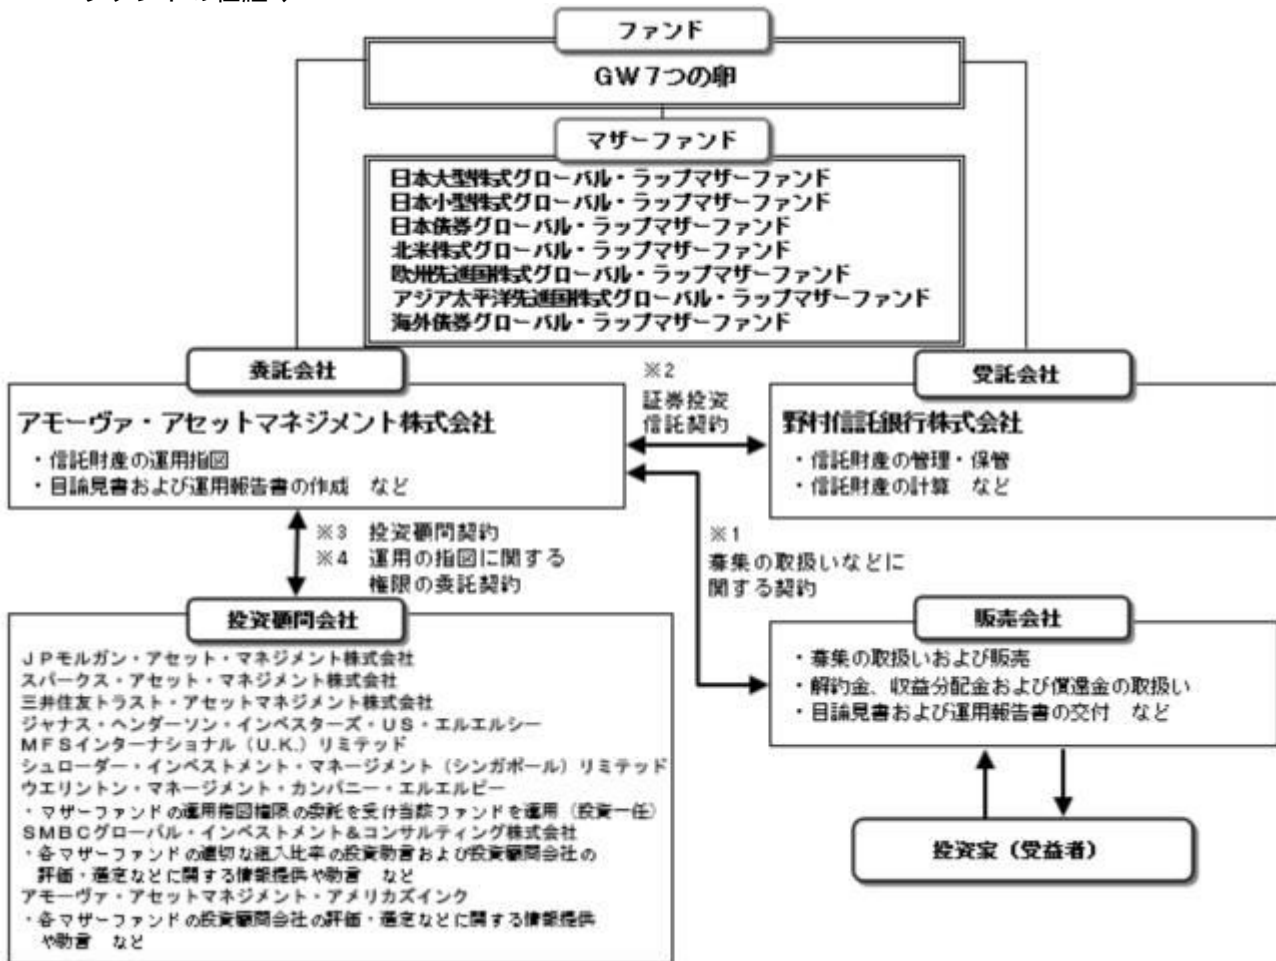 ファンド
GW7つの卵
マザーファンド
日本大型株式グローバル・ラップマザーファンド
日本小型株式グローバル・ラップマザーファンド
日本債券グローバル・ラップマザーファンド
北米株式グローバル・ラップマザーファンド
欧州先進国株式グローバル・ラップマザーファンド
アジア太平洋先進国株式グローバル・ラップマザーファンド
海外債券グローバル・ラップマザーファンド
委託会社
アモーヴァ・アセットマネジメント株式会社
・信託財産の運用指図
・目論見書および運用報告書の作成 など
※2
証券投資
信託契約
受託会社
野村信託銀行株式会社
・信託財産の管理・保管
・信託財産の計算 など
※3 投資顧問契約
※4 運用の指図に関する
権限の委託契約
※1
募集の取扱いなどに
関する契約
投資顧問会社
JPモルガン・アセット・マネジメント株式会社
スパークス・アセット・マネジメント株式会社
三井住友トラスト・アセットマネジメント株式会社
ジャナス・ヘンダーソン・インベスターズ・US・エルエルシー
MFSインターナショナル(U.K.)リミテッド
シュローダー・インベストメント・マネージメント(シンガポール)リミテッド
ウエリントン・マネージメント・カンパニー・エルエルピー
・マザーファンドの運用指図権限の委託を受け当該ファンドを運用(投資一任)
SMBCグローバル・インベストメント&コンサルティング株式会社
・各マザーファンドの適切な組入比率の投資助言および投資顧問会社の
評価・選定などに関する情報提供や助言 など
アモーヴァ・アセットマネジメント・アメリカズインク
・各マザーファンドの投資顧問会社の評価・選定などに関する情報提供
や助言 など
販売会社
・募集の取扱いおよび販売
・解約金、収益分配金および償還金の取扱い
・目論見書および運用報告書の交付 など
投資家(受益者)